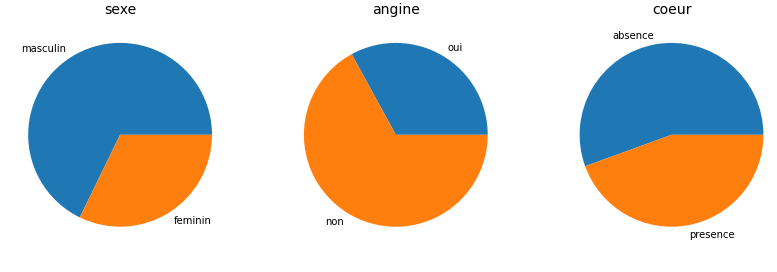 sexe
masculin
feminin
angine
oui
non
coeur
absence
presence